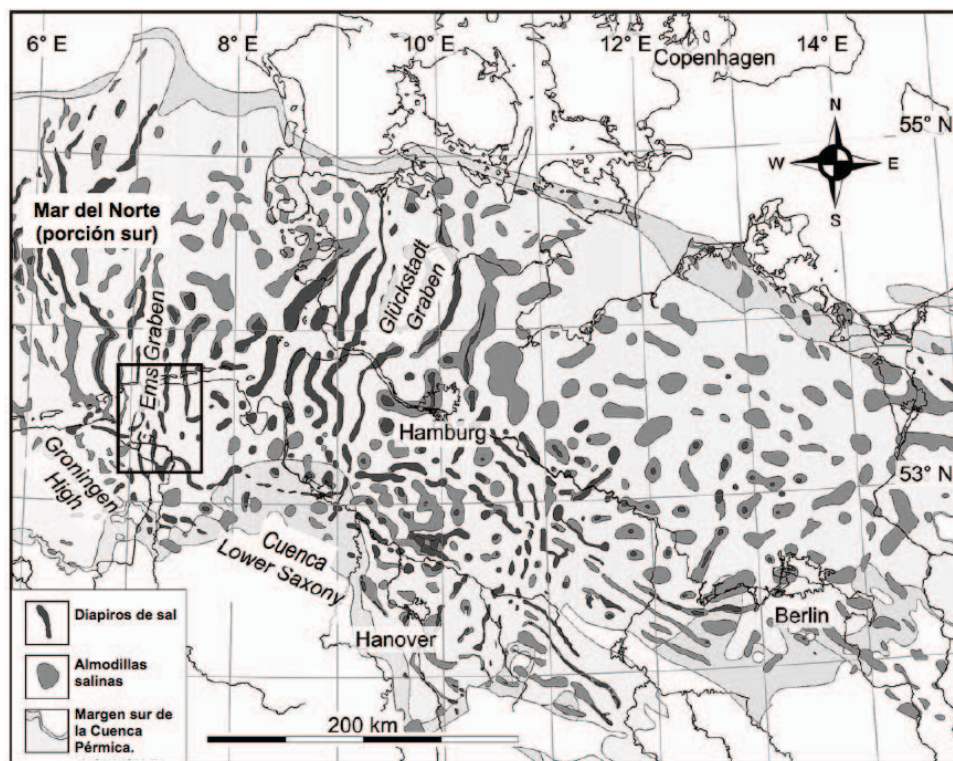 6° E
8° E
10° E
12° E
14° E
Copenhagen
55° N
N
W
E
S
Mar del Norte
(porción sur)
Glückstadt
Graben
Ems Graben
Hamburg
Groningen
High
53° N
Cuenca
Lower Saxony
Berlin
Hanover
Diapiros de sal
Almodillas
salinas
Margen sur de
la Cuenca
Pérmica.
200 km